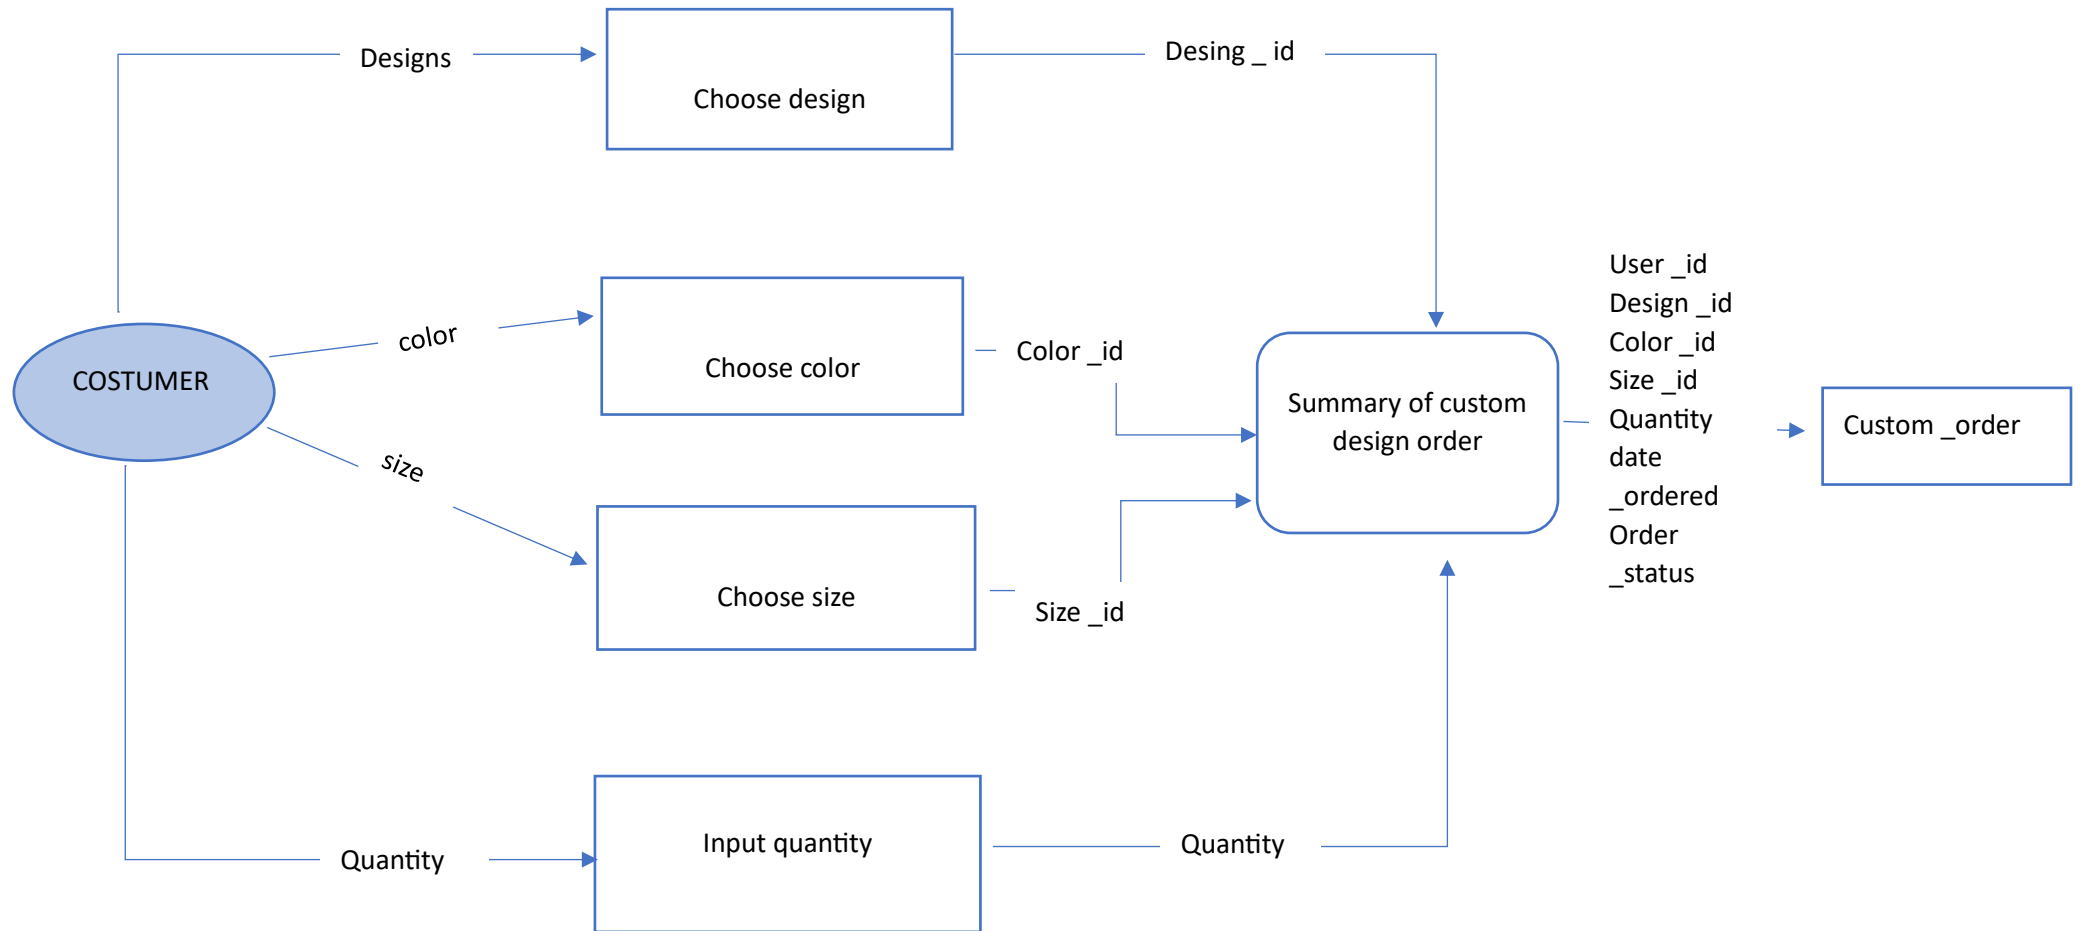 Designs
Choose design
Desing _ id
COSTUMER
color
Choose color
Color _id
size
Choose size
Size _id
Quantity
Input quantity
Quantity
Summary of custom
design order
User _id
Design _id
Color _id
Size _id
Quantity
date
_ordered
Order
_status
Custom _order